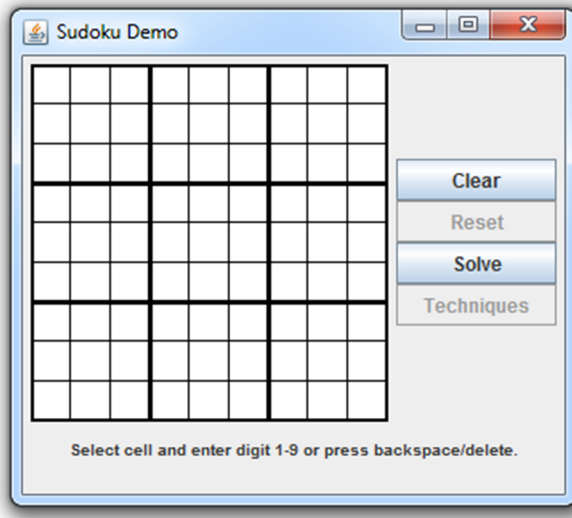 Sudoku Demo
Clear
Reset
Solve
Techniques
Select cell and enter digit 1-9 or press backspace/delete.